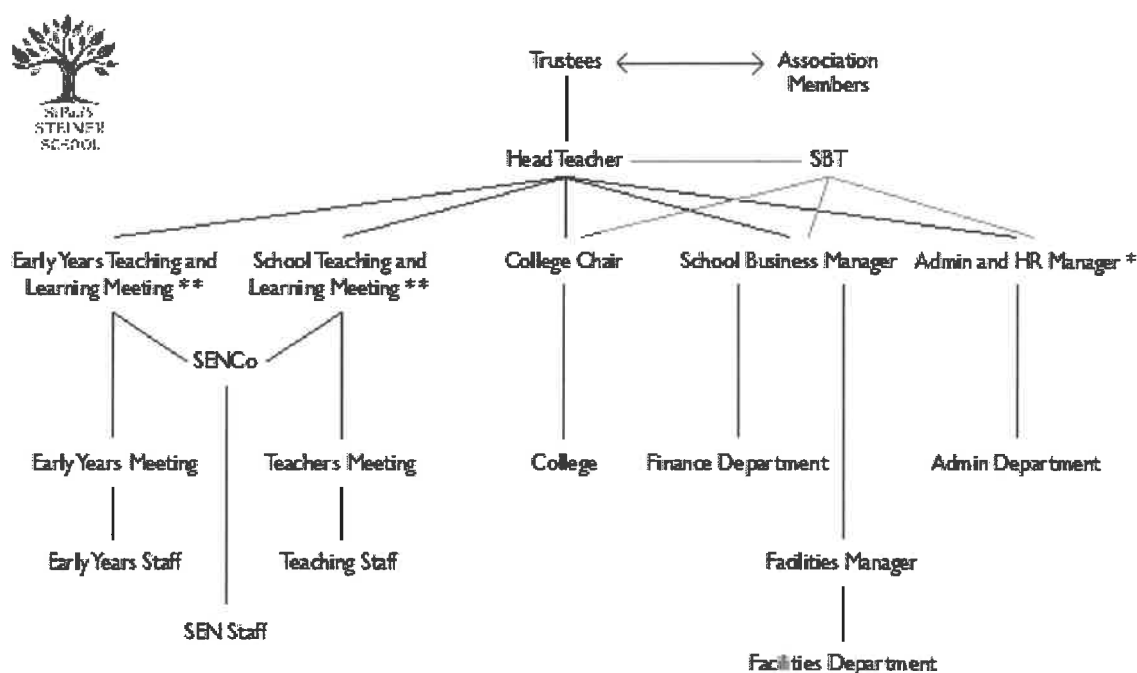 STEINER
SCHOOL
Trustees
Association
Members
Head Teacher
SBT
Early Years Teaching and
Learning Meeting **
School Teaching and
Learning Meeting **
College Chair
School Business Manager
Admin and HR Manager *
SENCo
Early Years Meeting
Teachers Meeting
College
Finance Department
Admin Department
Early Years Staff
Teaching Staff
Facilities Manager
SEN Staff
Facilities Department